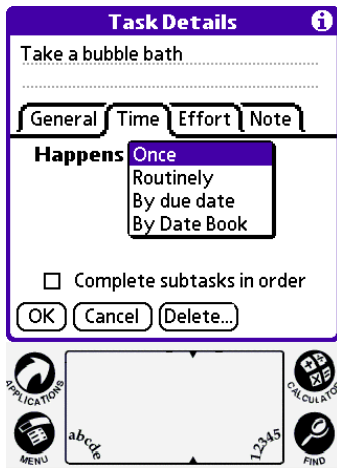 Task Details i
Take a bubble bath
General Time Effort Note
Happens Once
Routinely
By due date
By Date Book
Complete subtasks in order
OK Cancel Delete...
APPLICATIONS CALCULATOR
MENU abcde 12345 FIND